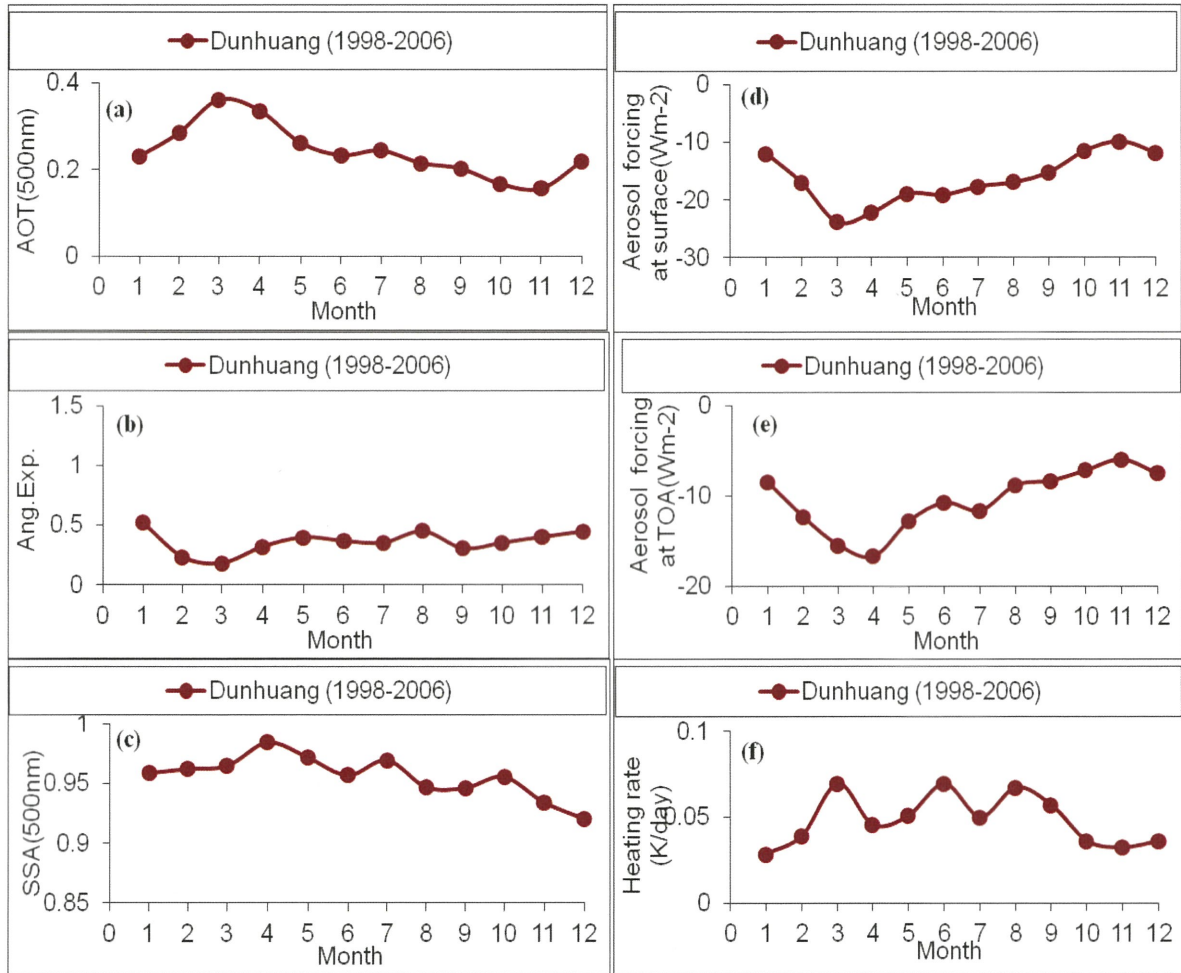 Dunhuang (1998-2006)
(a)
AOT(500nm)
0.4
0.2
0
0 1 2 3 4 5 6 7 8 9 10 11 12
Month
Dunhuang (1998-2006)
(b)
Ang.Exp.
1.5
1
0.5
0
0 1 2 3 4 5 6 7 8 9 10 11 12
Month
Dunhuang (1998-2006)
(c)
SSA(500nm)
1
0.95
0.9
0.85
0 1 2 3 4 5 6 7 8 9 10 11 12
Month
Dunhuang (1998-2006)
(d)
Aerosol forcing
at surface(Wm-2)
0
-10
-20
-30
0 1 2 3 4 5 6 7 8 9 10 11 12
Month
Dunhuang (1998-2006)
(e)
Aerosol forcing
at TOA(Wm-2)
0
-10
-20
0 1 2 3 4 5 6 7 8 9 10 11 12
Month
Dunhuang (1998-2006)
(f)
Heating rate
(K/day)
0.1
0.05
0
0 1 2 3 4 5 6 7 8 9 10 11 12
Month